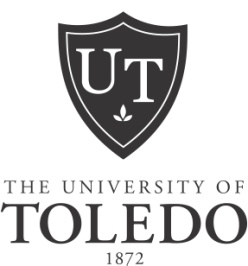 UT
THE UNIVERSITY OF
TOLEDO
1872